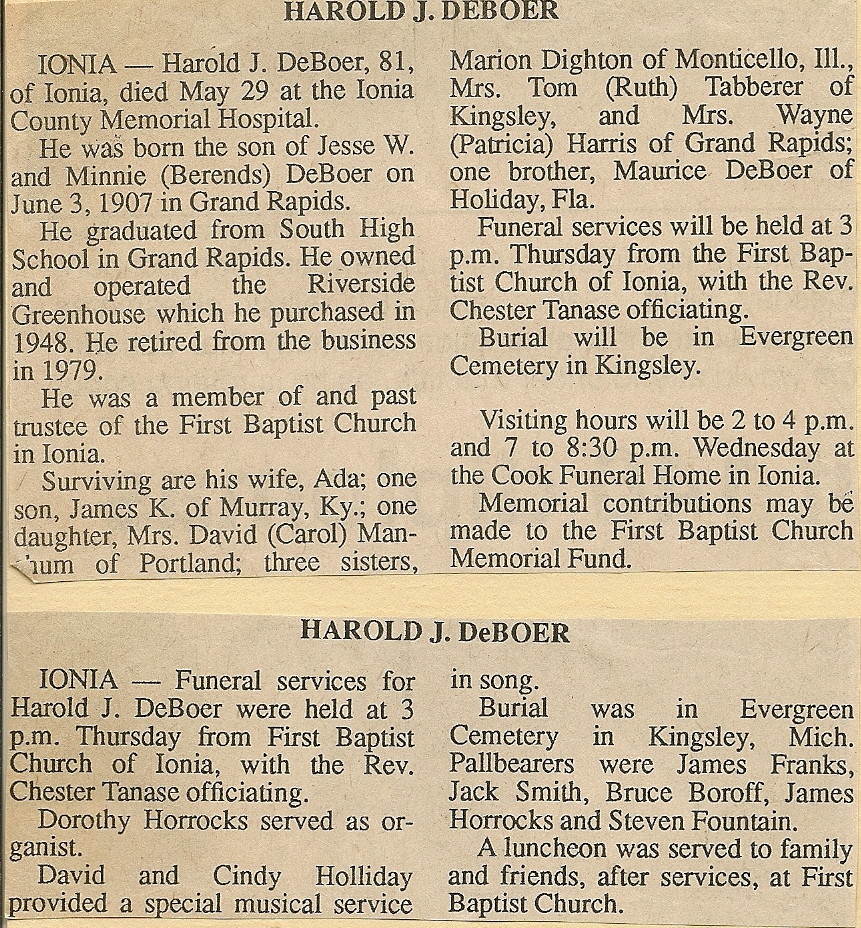 HAROLD J. DEBOER
IONIA — Harold J. DeBoer, 81,
of Ionia, died May 29 at the Ionia
County Memorial Hospital.
He was born the son of Jesse W.
and Minnie (Berends) DeBoer on
June 3, 1907 in Grand Rapids.
He graduated from South High
School in Grand Rapids. He owned
and operated the Riverside
Greenhouse which he purchased in
1948. He retired from the business
in 1979.
He was a member of and past
trustee of the First Baptist Church
in Ionia.
Surviving are his wife, Ada; one
son, James K. of Murray, Ky.; one
daughter, Mrs. David (Carol) Man-
of Portland; three sisters,
Marion Dighton of Monticello, Ill.,
Mrs. Tom (Ruth) Tabberer of
Kingsley, and Mrs. Wayne
(Patricia) Harris of Grand Rapids;
one brother, Maurice DeBoer of
Holiday, Fla.
Funeral services will be held at 3
p.m. Thursday from the First Bap-
tist Church of Ionia, with the Rev.
Chester Tanase officiating.
Burial will be in Evergreen
Cemetery in Kingsley.
Visiting hours will be 2 to 4 p.m.
and 7 to 8:30 p.m. Wednesday at
the Cook Funeral Home in Ionia.
Memorial contributions may be
made to the First Baptist Church
Memorial Fund.
HAROLD J. DeBOER
IONIA — Funeral services for
Harold J. DeBoer were held at 3
p.m. Thursday from First Baptist
Church of Ionia, with the Rev.
Chester Tanase officiating.
Dorothy Horrocks served as or-
ganist.
David and Cindy Holliday
provided a special musical service
in song.
Burial was in Evergreen
Cemetery in Kingsley, Mich.
Pallbearers were James Franks,
Jack Smith, Bruce Boroff, James
Horrocks and Steven Fountain.
A luncheon was served to family
and friends, after services, at First
Baptist Church.